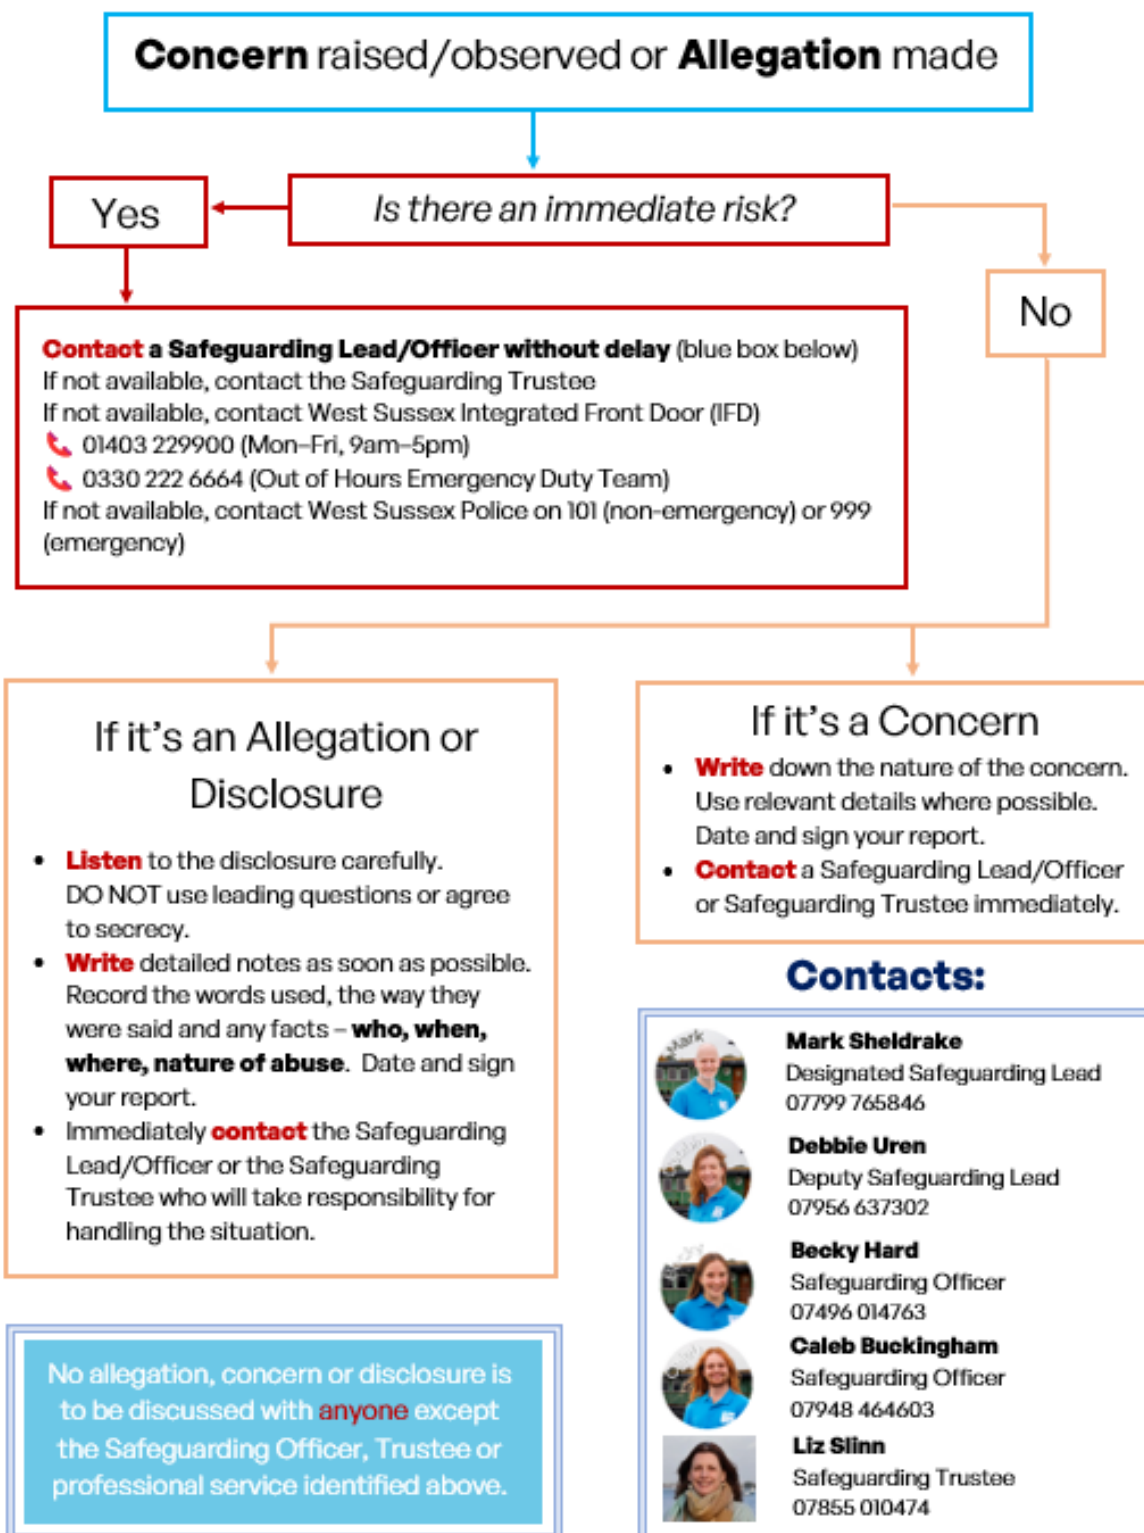 Concern raised/observed or Allegation made
Is there an immediate risk?
Yes
No
Contact a Safeguarding Lead/Officer without delay (blue box below)
If not available, contact the Safeguarding Trustee
If not available, contact West Sussex Integrated Front Door (IFD)
01403 229900 (Mon–Fri, 9am–5pm)
0330 222 6664 (Out of Hours Emergency Duty Team)
If not available, contact West Sussex Police on 101 (non-emergency) or 999
(emergency)
If it's an Allegation or
Disclosure
• Listen to the disclosure carefully.
DO NOT use leading questions or agree
to secrecy.
• Write detailed notes as soon as possible.
Record the words used, the way they
were said and any facts – who, when,
where, nature of abuse. Date and sign
your report.
• Immediately contact the Safeguarding
Lead/Officer or the Safeguarding
Trustee who will take responsibility for
handling the situation.
If it's a Concern
• Write down the nature of the concern.
Use relevant details where possible.
Date and sign your report.
• Contact a Safeguarding Lead/Officer
or Safeguarding Trustee immediately.
Contacts:
Mark
Mark Sheldrake
Designated Safeguarding Lead
07799 765846
Debbie Uren
Deputy Safeguarding Lead
07956 637302
Becky Hard
Safeguarding Officer
07496 014763
Caleb Buckingham
Safeguarding Officer
07948 464603
Liz Slinn
Safeguarding Trustee
07855 010474
No allegation, concern or disclosure is
to be discussed with anyone except
the Safeguarding Officer, Trustee or
professional service identified above.